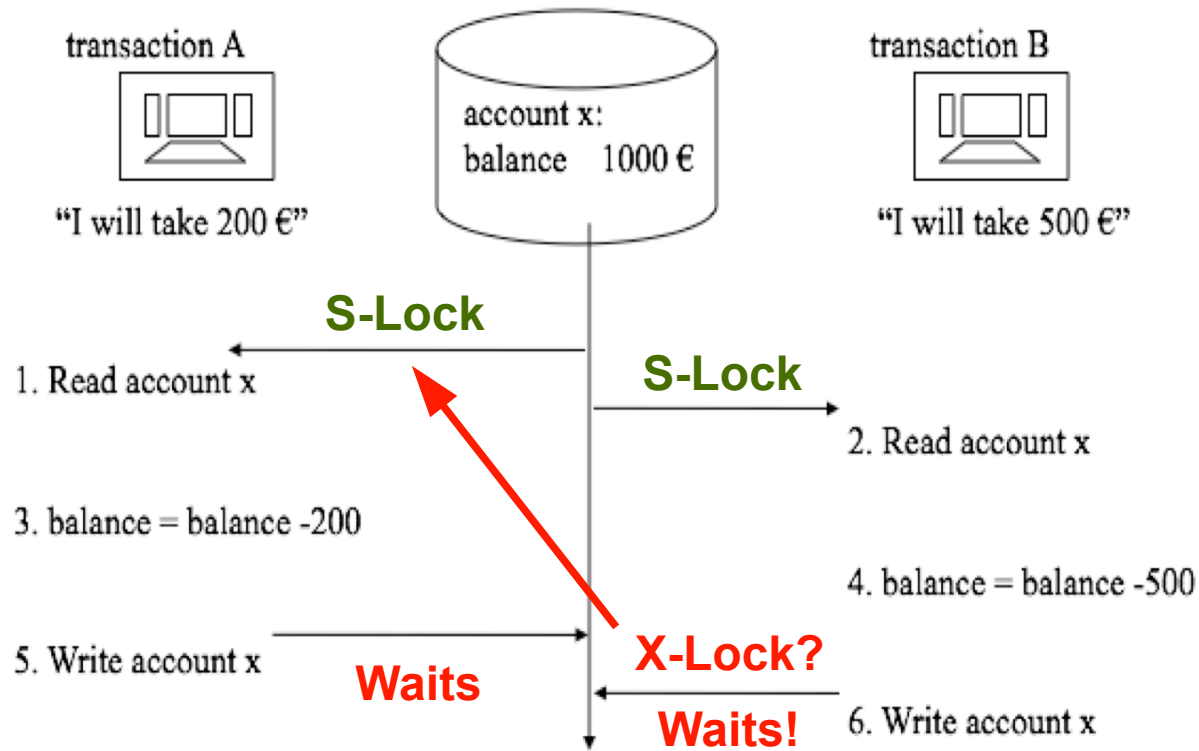 transaction A
transaction B
account x:
balance 1000 €
“I will take 200 €”
“I will take 500 €”
S-Lock
1. Read account x
S-Lock
2. Read account x
3. balance = balance -200
4. balance = balance -500
5. Write account x
Waits
X-Lock?
Waits!
6. Write account x